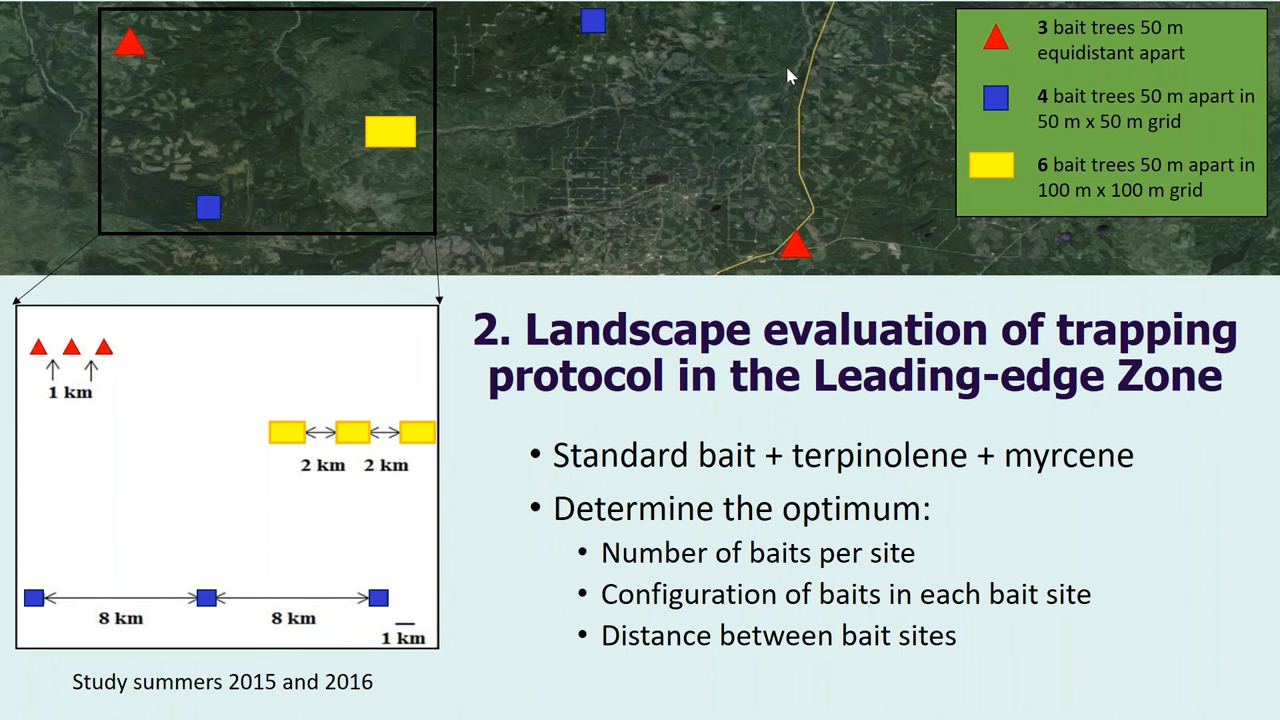 3 bait trees 50 m
equidistant apart
4 bait trees 50 m apart in
50 m x 50 m grid
6 bait trees 50 m apart in
100 m x 100 m grid
2. Landscape evaluation of trapping
protocol in the Leading-edge Zone
1 km
2 km 2 km
8 km 8 km
1 km
• Standard bait + terpinolene + myrcene
• Determine the optimum:
• Number of baits per site
• Configuration of baits in each bait site
• Distance between bait sites
Study summers 2015 and 2016